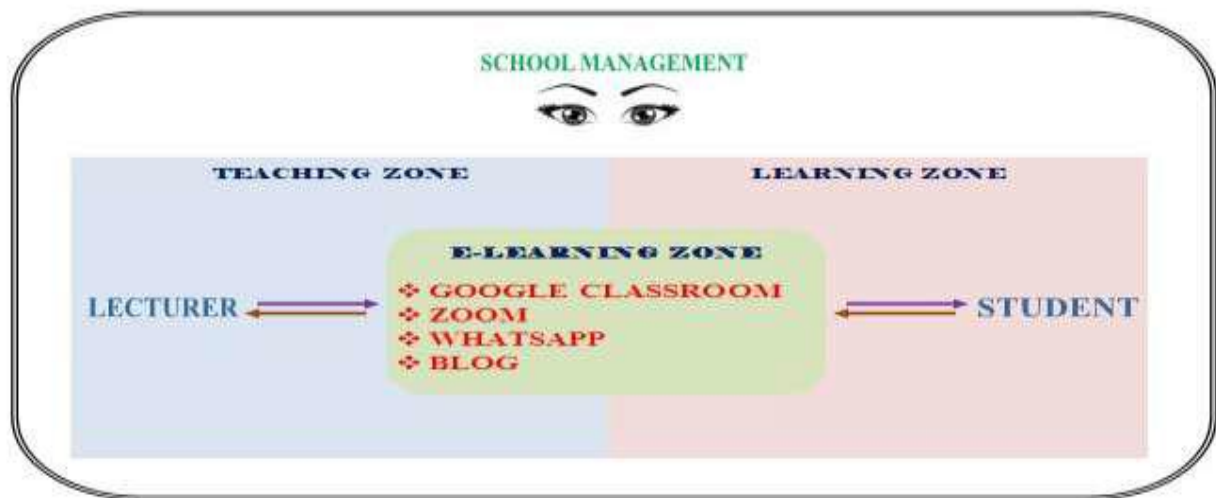 SCHOOL MANAGEMENT
TEACHING ZONE
LEARNING ZONE
E-LEARNING ZONE
❖ GOOGLE CLASSROOM
❖ ZOOM
❖ WHATSAPP
❖ BLOG
LECTURER
STUDENT